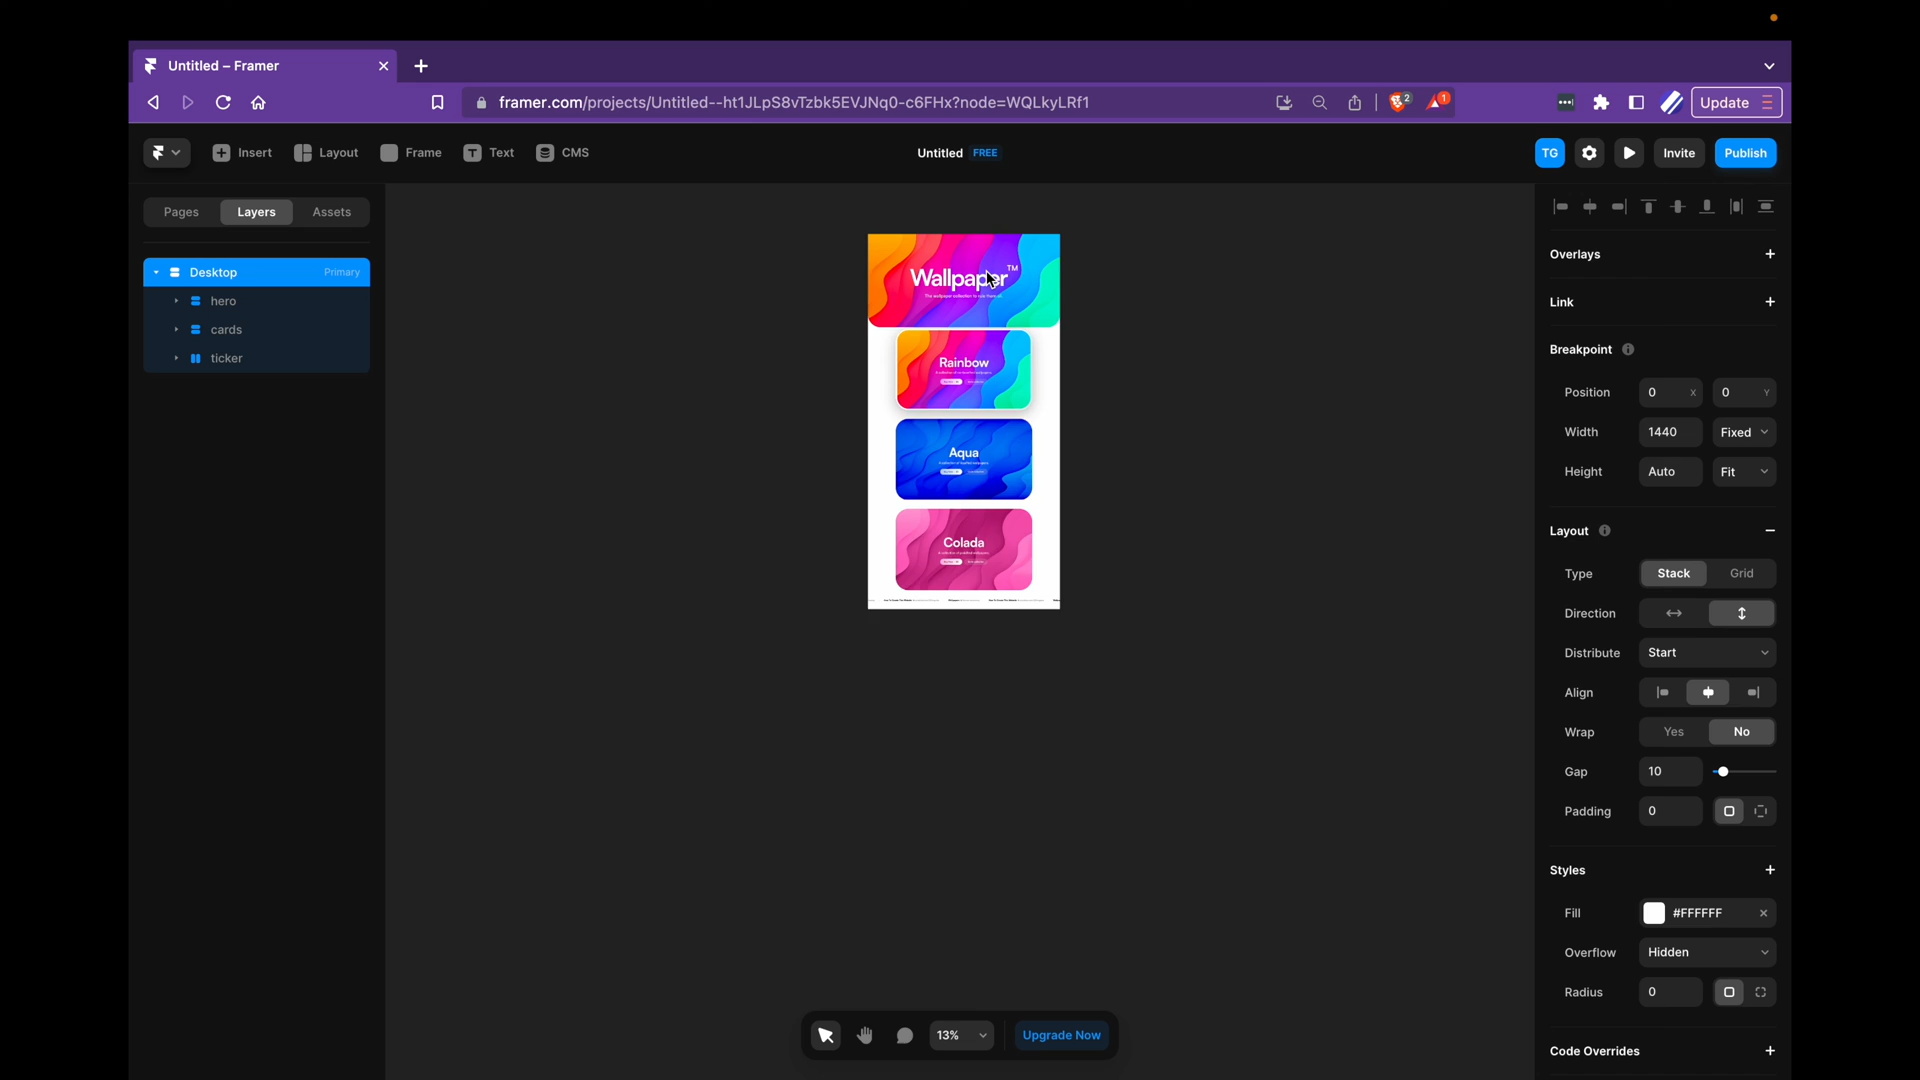 Untitled – Framer
framer.com/projects/Untitled--ht1JLpS8vTzbk5EVJNq0-c6FHx?node=WQLkyLRf1
2
1
Update
Insert
Layout
Frame
Text
CMS
Untitled FREE
TG
Invite
Publish
Pages
Layers
Assets
Desktop
Primary
hero
cards
ticker
Wallpaper™
Rainbow
Aqua
Colada
13%
Upgrade Now
Overlays
Link
Breakpoint
Position 0 X 0 Y
Width 1440 Fixed
Height Auto Fit
Layout
Type Stack Grid
Direction
Distribute Start
Align
Wrap Yes No
Gap 10
Padding 0
Styles
Fill #FFFFFF
Overflow Hidden
Radius 0
Code Overrides